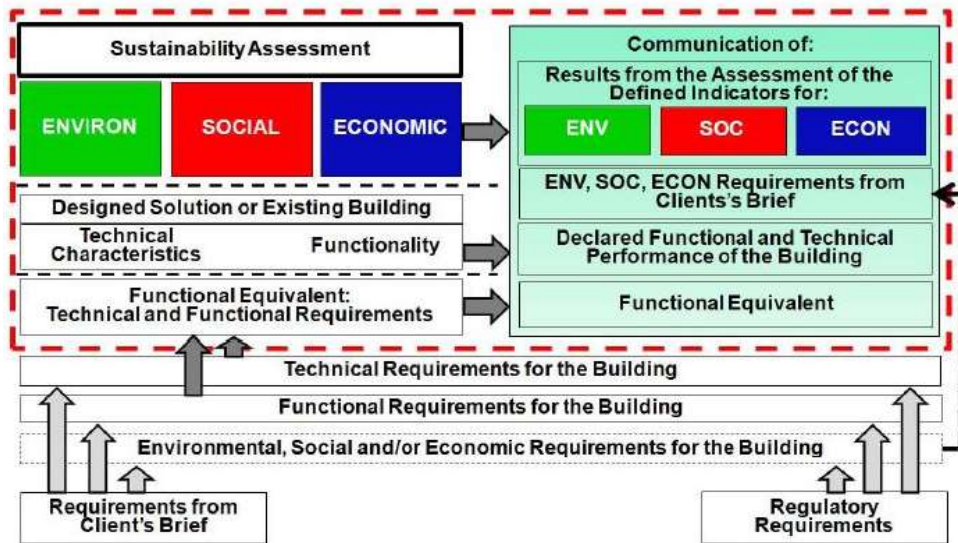 Sustainability Assessment
ENVIRON
SOCIAL
ECONOMIC
Designed Solution or Existing Building
Technical
Characteristics
Functionality
Functional Equivalent:
Technical and Functional Requirements
Communication of:
Results from the Assessment of the
Defined Indicators for:
ENV
SOC
ECON
ENV, SOC, ECON Requirements from
Clients's Brief
Declared Functional and Technical
Performance of the Building
Functional Equivalent
Technical Requirements for the Building
Functional Requirements for the Building
Environmental, Social and/or Economic Requirements for the Building
Requirements from
Client's Brief
Regulatory
Requirements